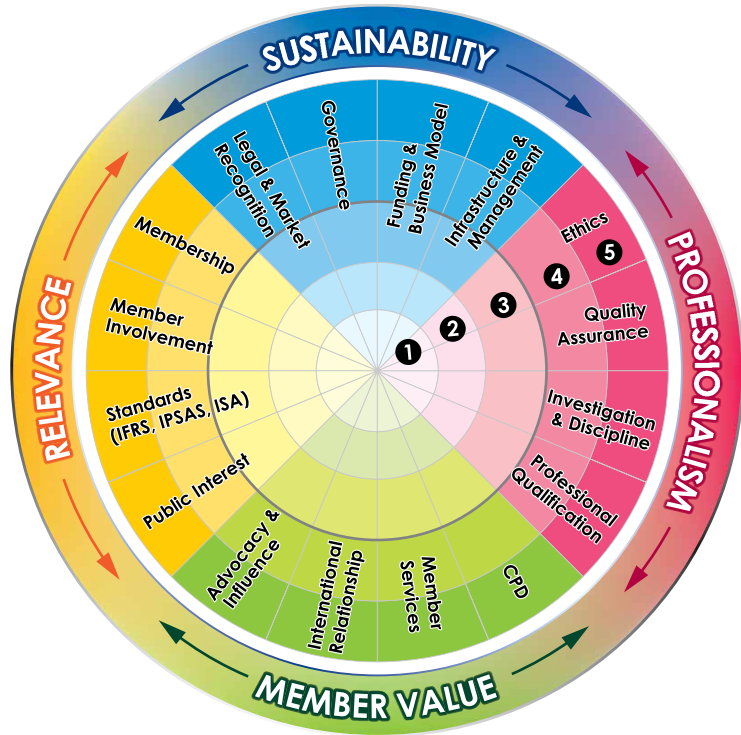 SUSTAINABILITY
Legal & Market
Recognition
Governance
Funding &
Business Model
Infrastructure &
Management
Ethics
Quality
Assurance
Investigation
& Discipline
Professional
Qualification
PROFESSIONALISM
1
2
3
4
5
CPD
Member
Services
International
Relationship
Advocacy &
Influence
MEMBER VALUE
Public Interest
Standards
(IFRS, IPSAS, ISA)
Member
Involvement
Membership
RELEVANCE